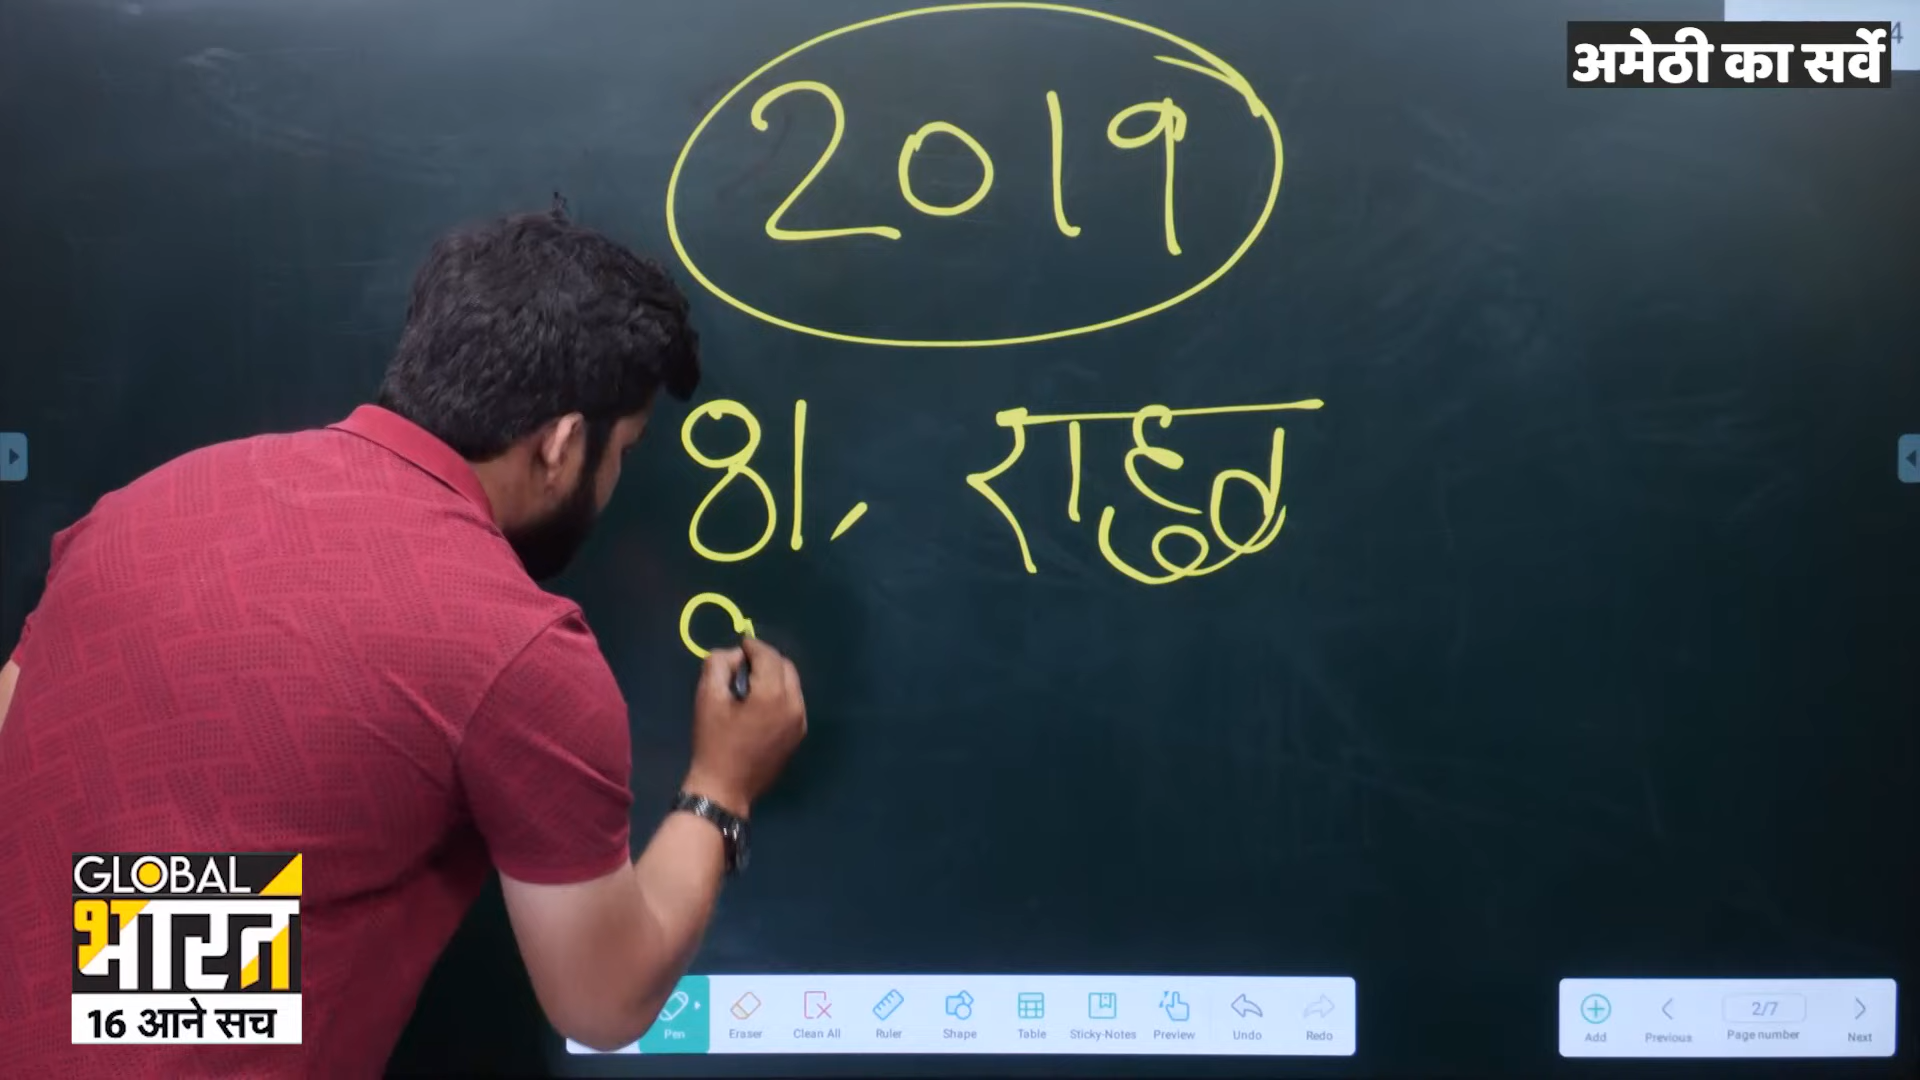 अमेठी का सर्वे
2019
81. राहुल
GLOBAL
भारत
16 आने सच
Pen
Eraser
Clean All
Ruler
Shape
Table
Sticky-Notes
Preview
Undo
Redo
Add
Previous
2/7
Page number
Next